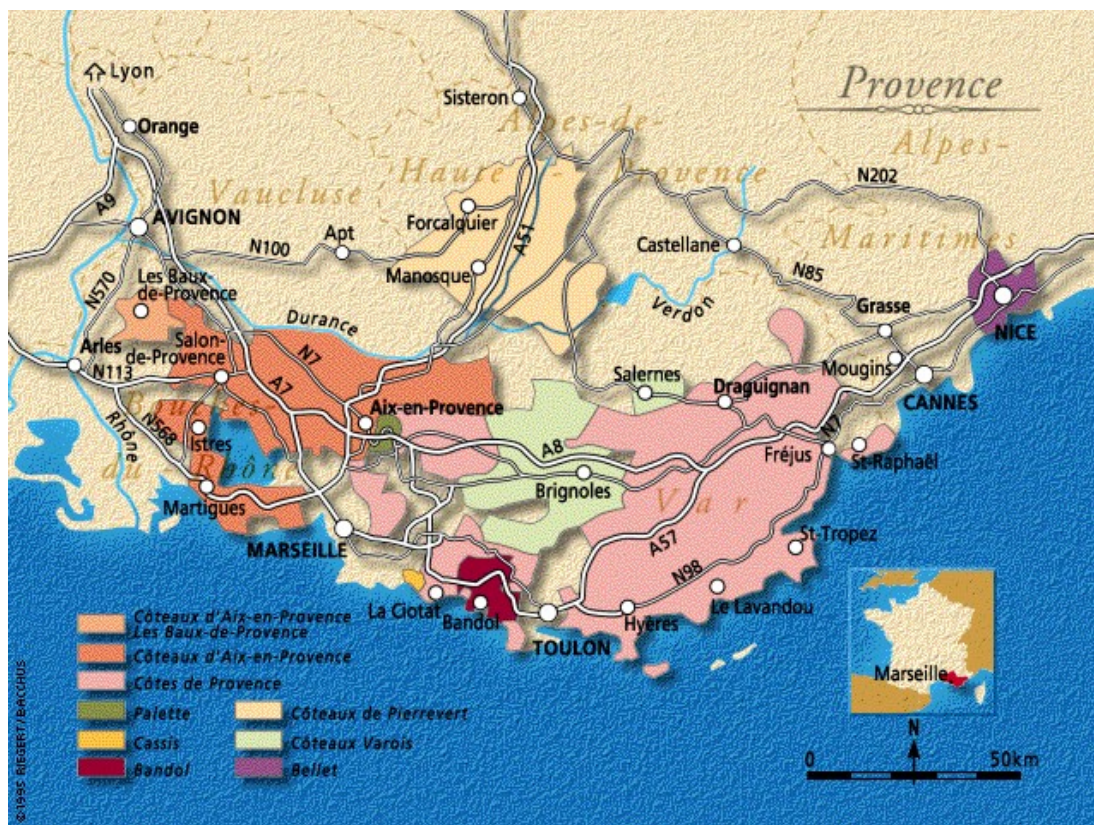 Provence
Lyon
Orange
Sisteron
Alpes-de-
Haute - Provence
Alpes-
Maritimes
Vaucluse
A9
AVIGNON
N100
Apt
Forcalquier
Manosque
A51
N202
Castellane
N85
Verdon
Grasse
NICE
Mougins
CANNES
N570
Les Baux-
de-Provence
Durance
Arles
N113
Salon-
de-Provence
N7
A7
Aix-en-Provence
Salernes
Draguignan
N7
Fréjus
St-Raphaël
Bouches-
du Rhône
Rhône
N568
Istres
Martigues
A8
Brignoles
Var
MARSEILLE
A57
St-Tropez
N98
La Ciotat
Bandol
TOULON
Hyères
Le Lavandou
Côteaux d'Aix-en-Provence
Les Baux-de-Provence
Côteaux d'Aix-en-Provence
Côtes de Provence
Palette
Cassis
Bandol
Côteaux de Pierrevert
Côteaux Varois
Bellet
Marseille
N
0 50km
©1995 RIEGERT/BACCHUS